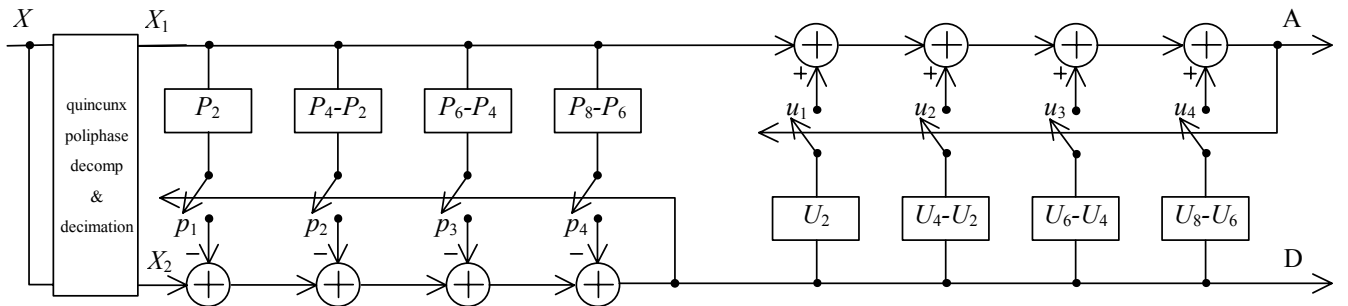 X
X₁
A
quincunx
poliphase
decomp
&
decimation
P₂
P₄-P₂
P₆-P₄
P₈-P₆
+
+
+
+
u₁
u₂
u₃
u₄
p₁
p₂
p₃
p₄
U₂
U₄-U₂
U₆-U₄
U₈-U₆
−
−
−
−
X₂
D